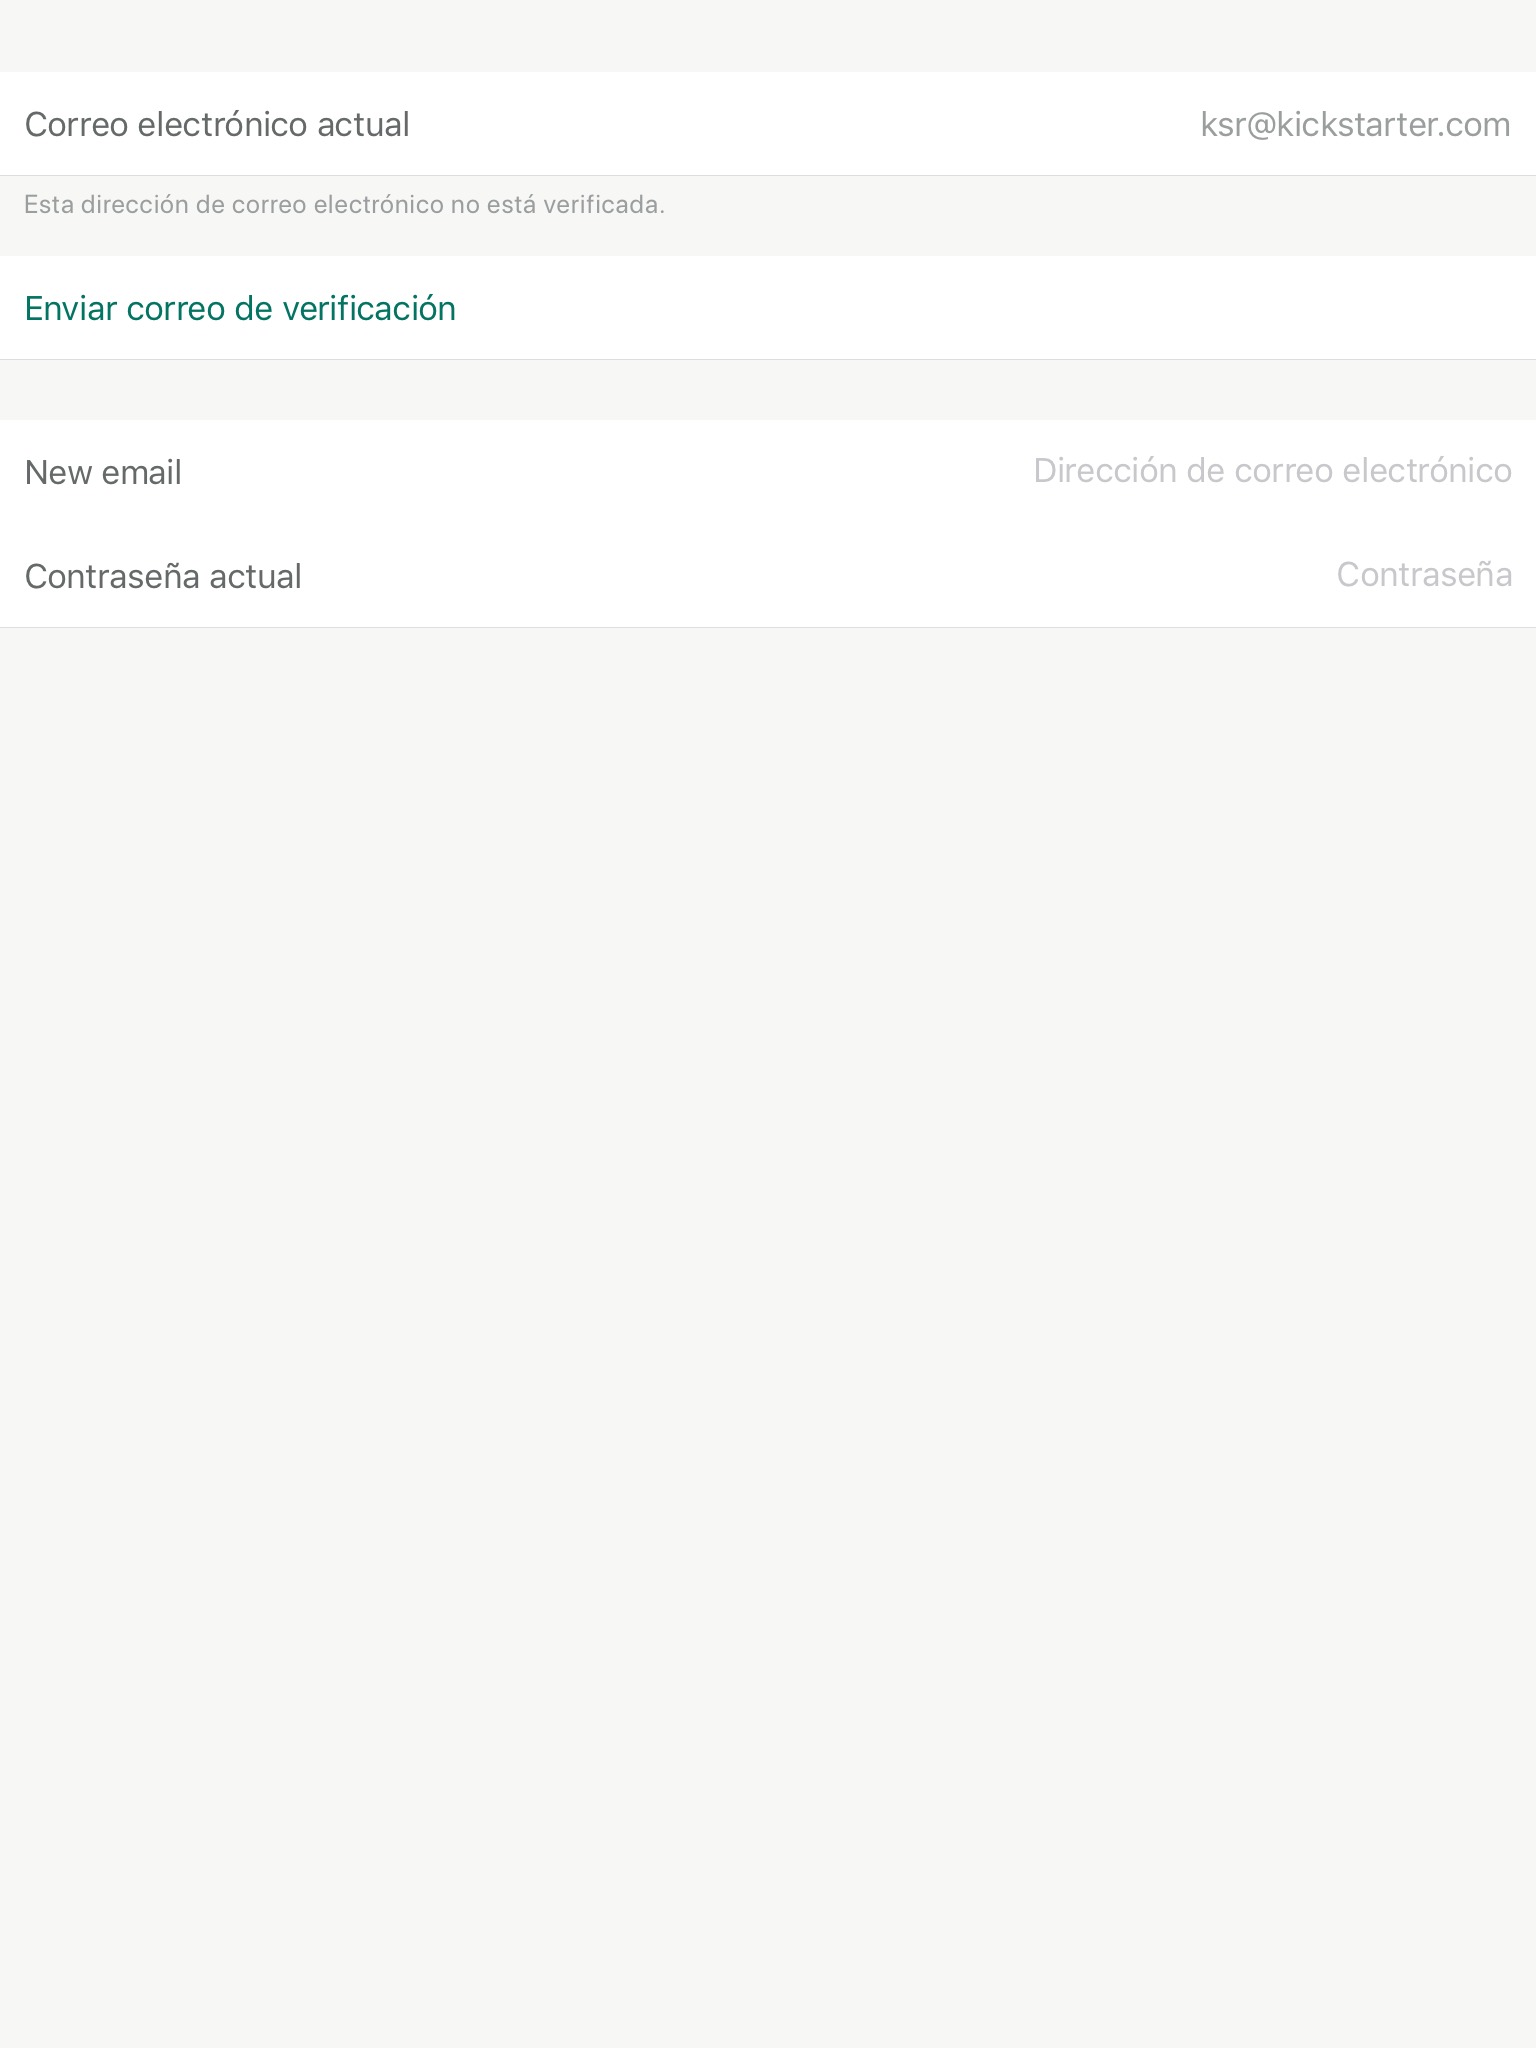 Correo electrónico actual ksr@kickstarter.com
Esta dirección de correo electrónico no está verificada.
Enviar correo de verificación
New email Dirección de correo electrónico
Contraseña actual Contraseña